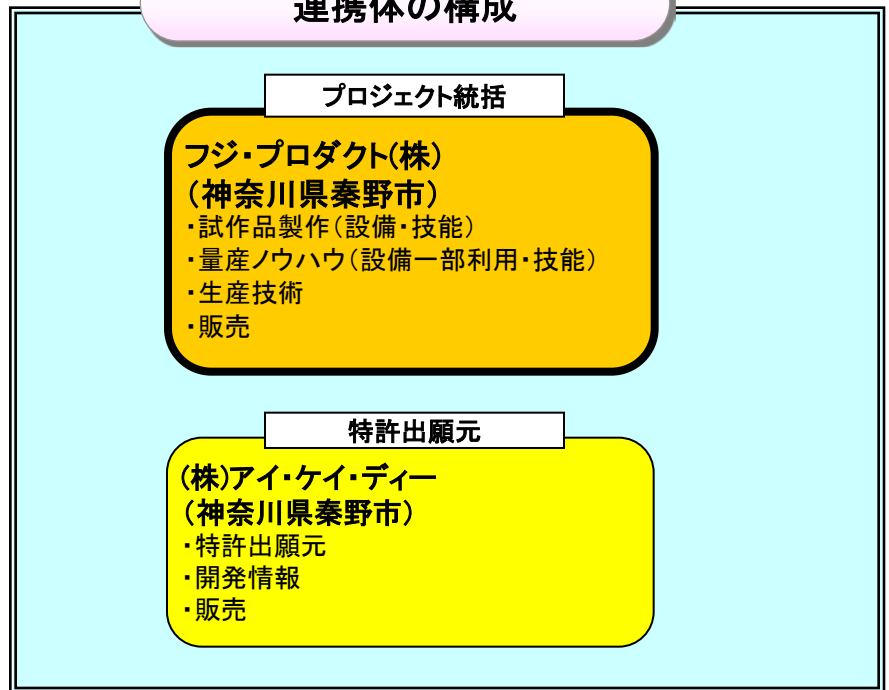 連携体の構成
プロジェクト統括
フジ・プロダクト(株)
(神奈川県秦野市)
・試作品製作(設備・技能)
・量産ノウハウ(設備一部利用・技能)
・生産技術
・販売
特許出願元
(株)アイ・ケイ・ディー
(神奈川県秦野市)
・特許出願元
・開発情報
・販売